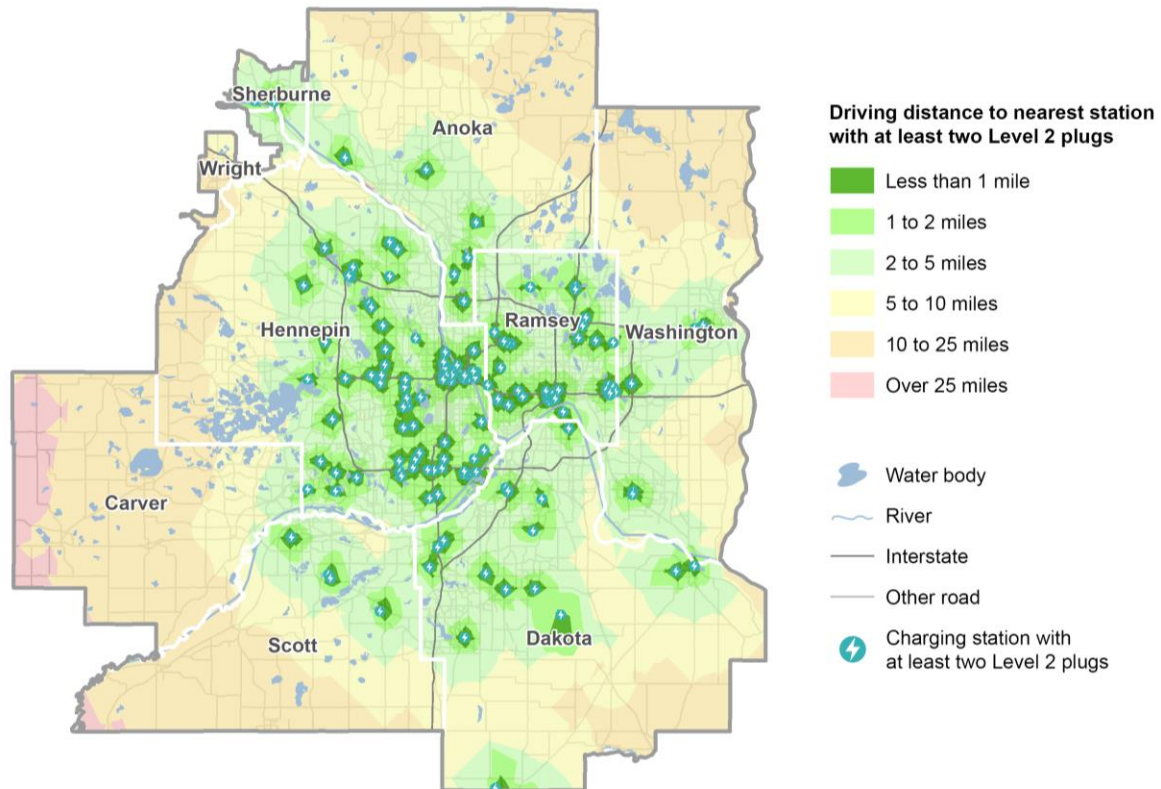 Sherburne
Anoka
Wright
Hennepin
Ramsey
Washington
Carver
Scott
Dakota
Driving distance to nearest station
with at least two Level 2 plugs
Less than 1 mile
1 to 2 miles
2 to 5 miles
5 to 10 miles
10 to 25 miles
Over 25 miles
Water body
River
Interstate
Other road
Charging station with
at least two Level 2 plugs